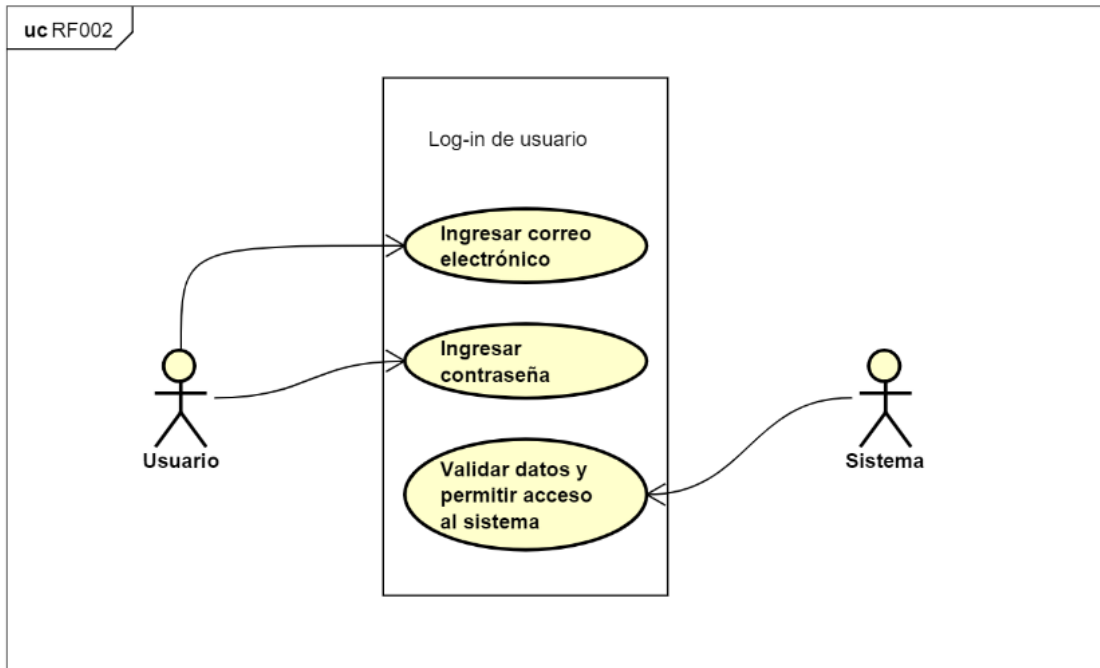 uc RF002
Log-in de usuario
Ingresar correo
electrónico
Ingresar
contraseña
Usuario
Sistema
Validar datos y
permitir acceso
al sistema